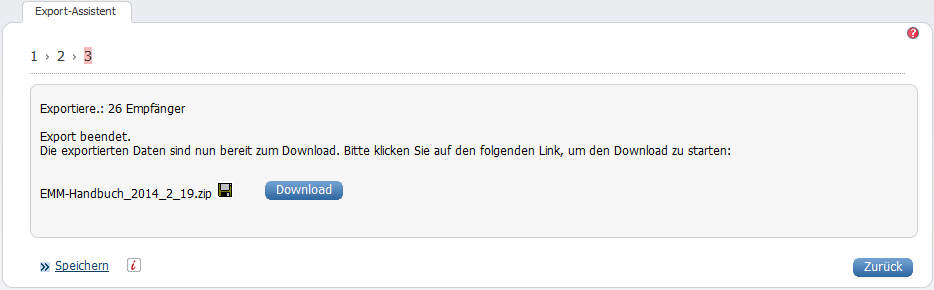 Export-Assistent
?
1 › 2 › 3
Exportiere.: 26 Empfänger
Export beendet.
Die exportierten Daten sind nun bereit zum Download. Bitte klicken Sie auf den folgenden Link, um den Download zu starten:
EMM-Handbuch_2014_2_19.zip Download
» Speichern i Zurück